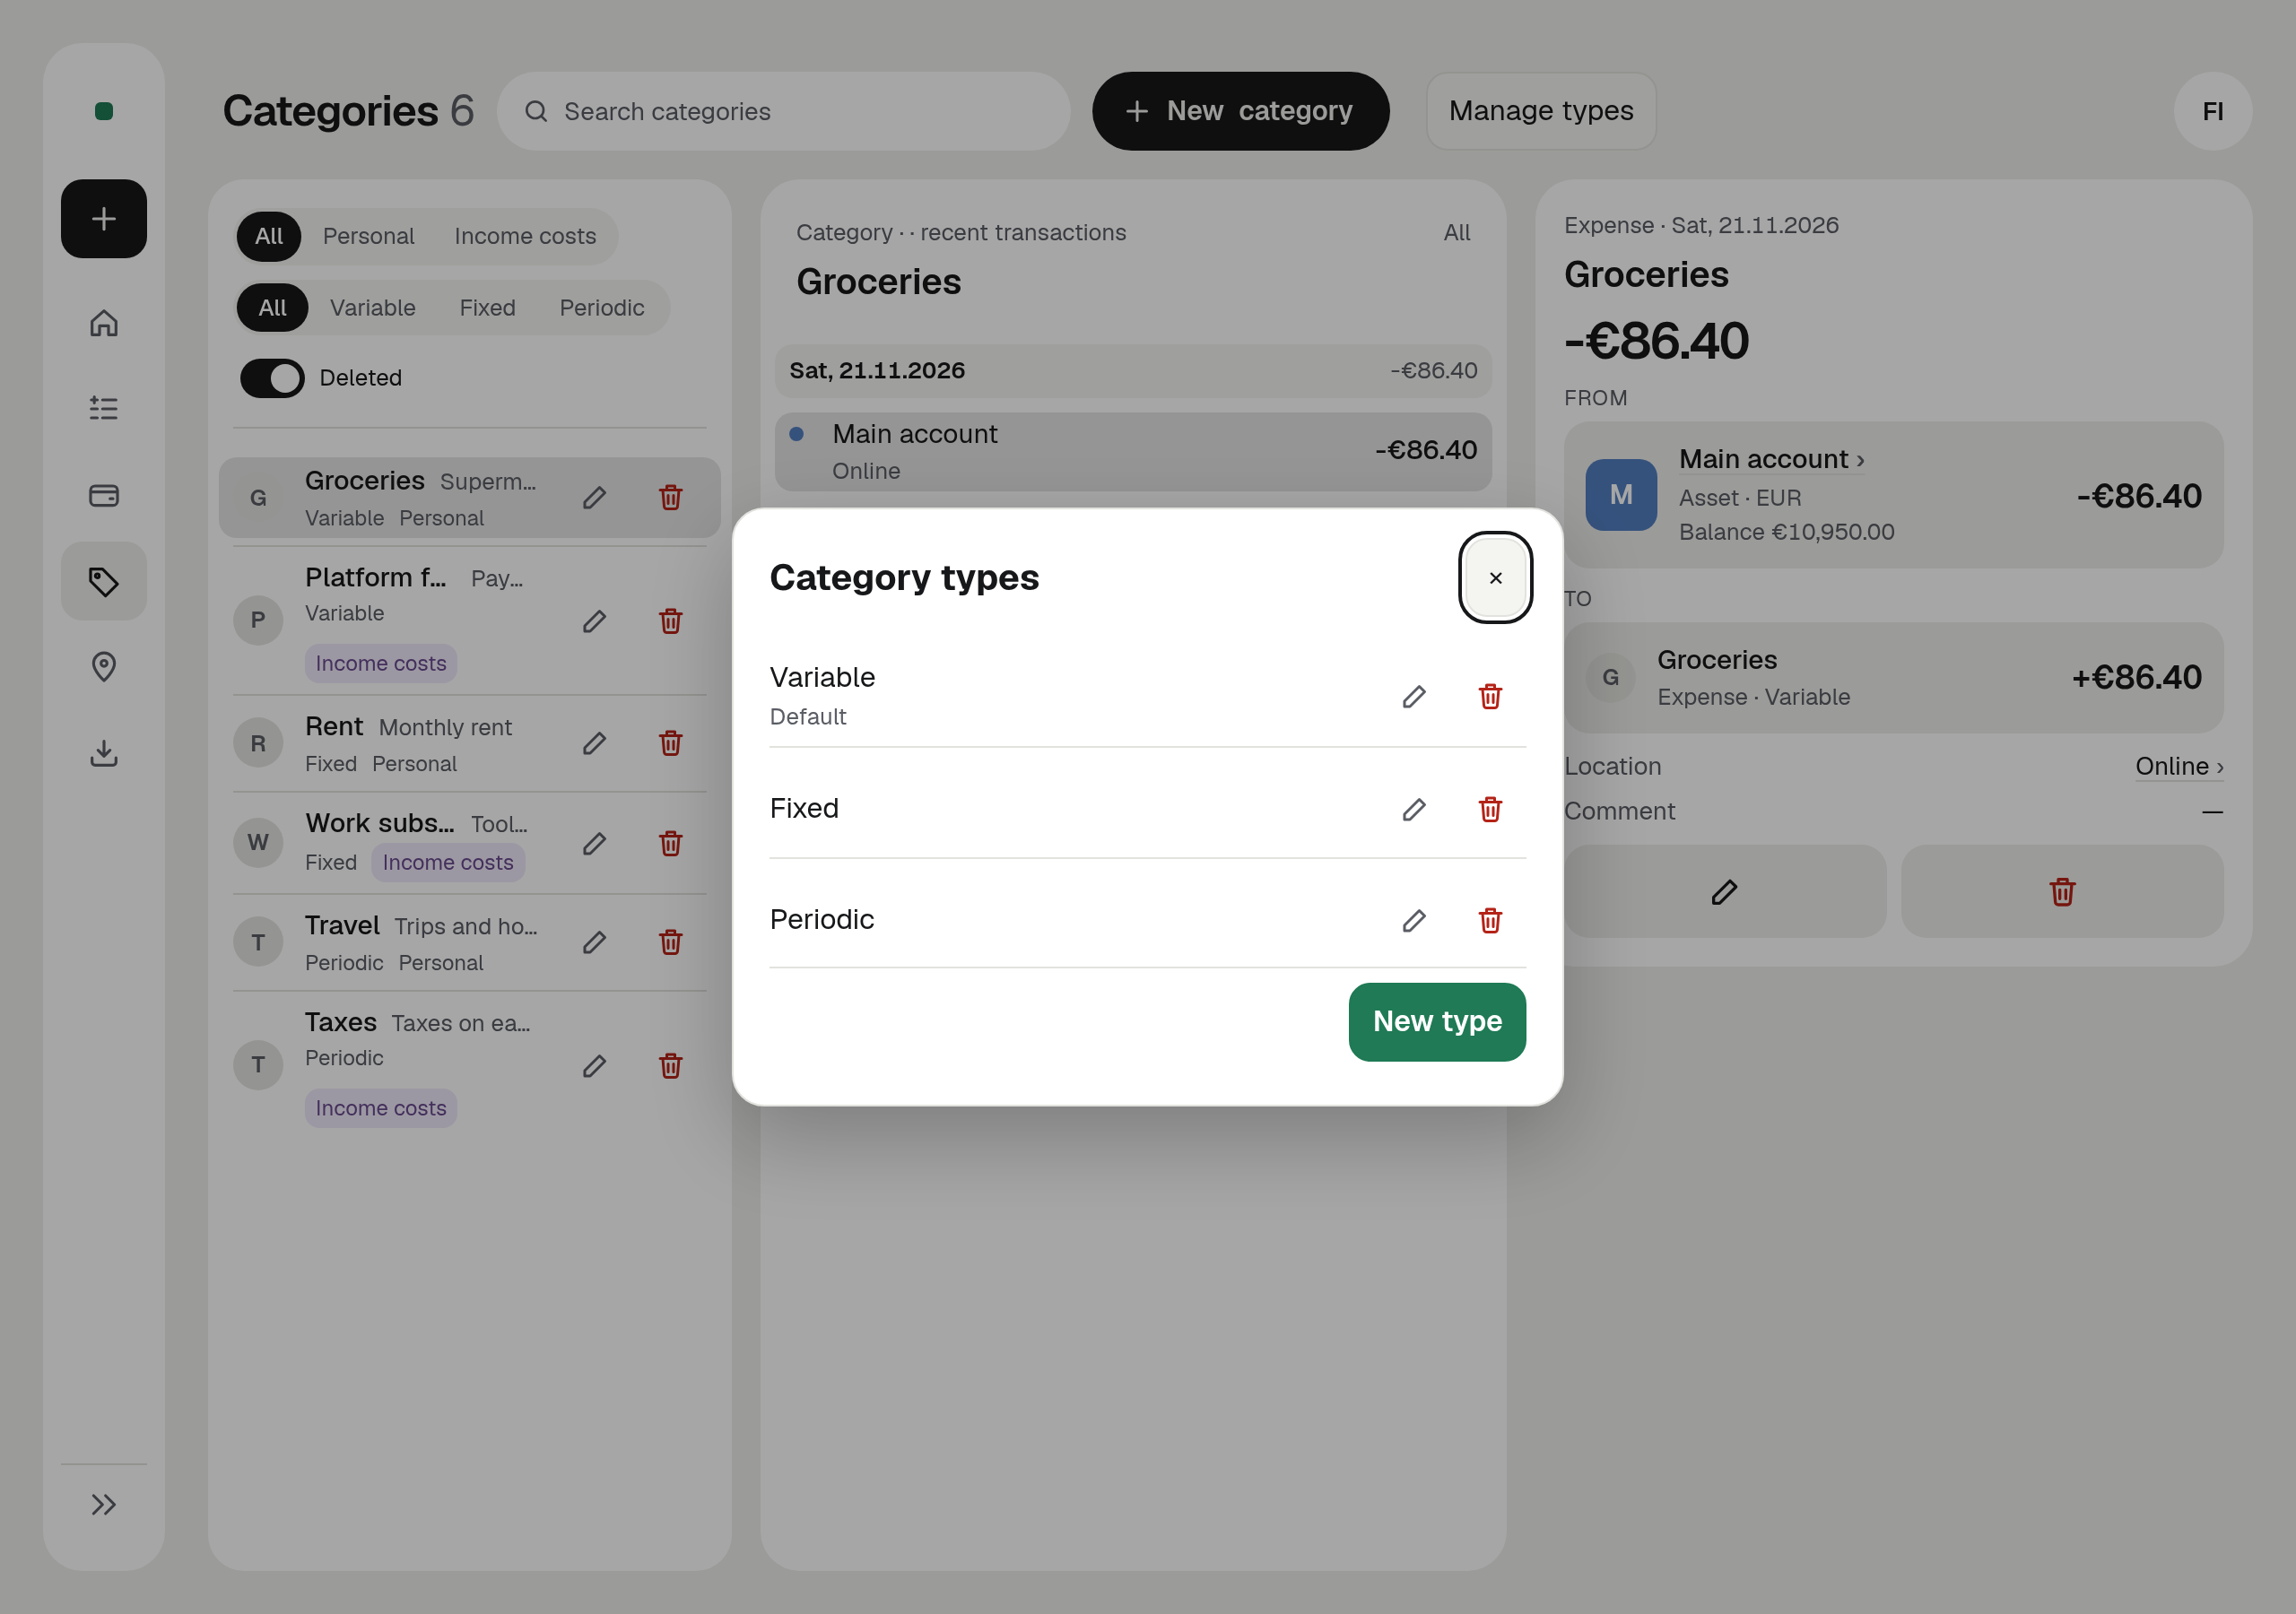 Categories 6
Search categories
New category
Manage types
FI
All Personal Income costs
All Variable Fixed Periodic
Deleted
G
Groceries Superm...
Variable Personal
P
Platform f... Pay...
Variable
Income costs
R
Rent Monthly rent
Fixed Personal
W
Work subs... Tool...
Fixed Income costs
T
Travel Trips and ho...
Periodic Personal
T
Taxes Taxes on ea...
Periodic
Income costs
Category · · recent transactions All
Groceries
Sat, 21.11.2026 -€86.40
Main account
Online
-€86.40
Category types
×
Variable
Default
Fixed
Periodic
New type
Expense · Sat, 21.11.2026
Groceries
-€86.40
FROM
M
Main account ›
Asset · EUR
Balance €10,950.00
-€86.40
TO
G
Groceries
Expense · Variable
+€86.40
Location Online ›
Comment —